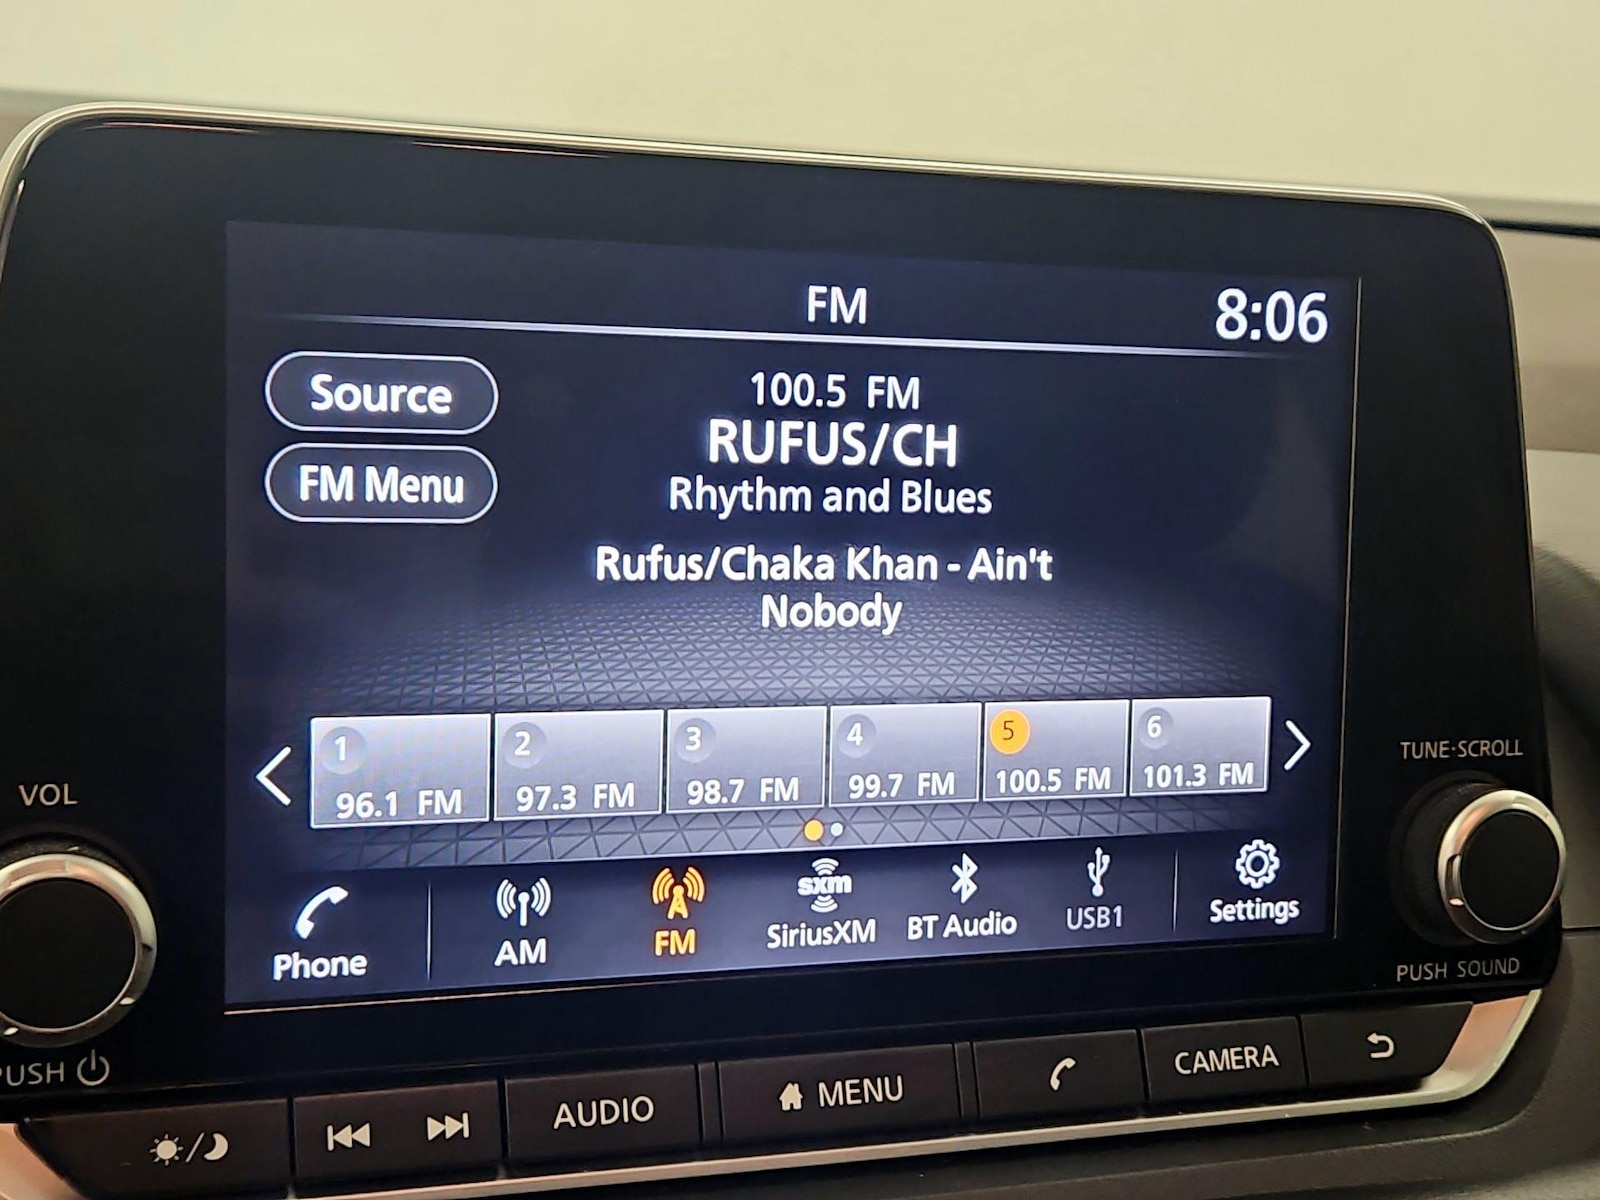 FM
8:06
Source
FM Menu
100.5 FM
RUFUS/CH
Rhythm and Blues
Rufus/Chaka Khan - Ain't
Nobody
1
96.1 FM
2
97.3 FM
3
98.7 FM
4
99.7 FM
5
100.5 FM
6
101.3 FM
Phone
AM
FM
sxm
SiriusXM
BT Audio
USB1
Settings
VOL
PUSH
TUNE·SCROLL
PUSH SOUND
AUDIO
MENU
CAMERA